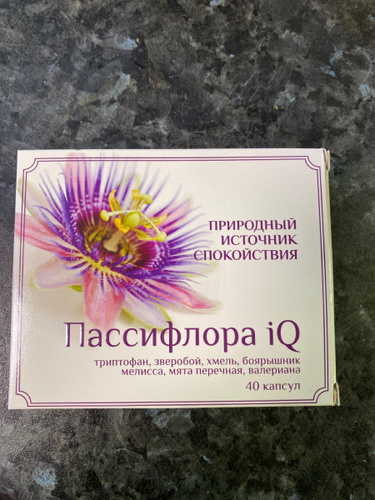 ПРИРОДНЫЙ
ИСТОЧНИК
СПОКОЙСТВИЯ
Пассифлора iQ
триптофан, зверобой, хмель, боярышник
мелисса, мята перечная, валериана
40 капсул